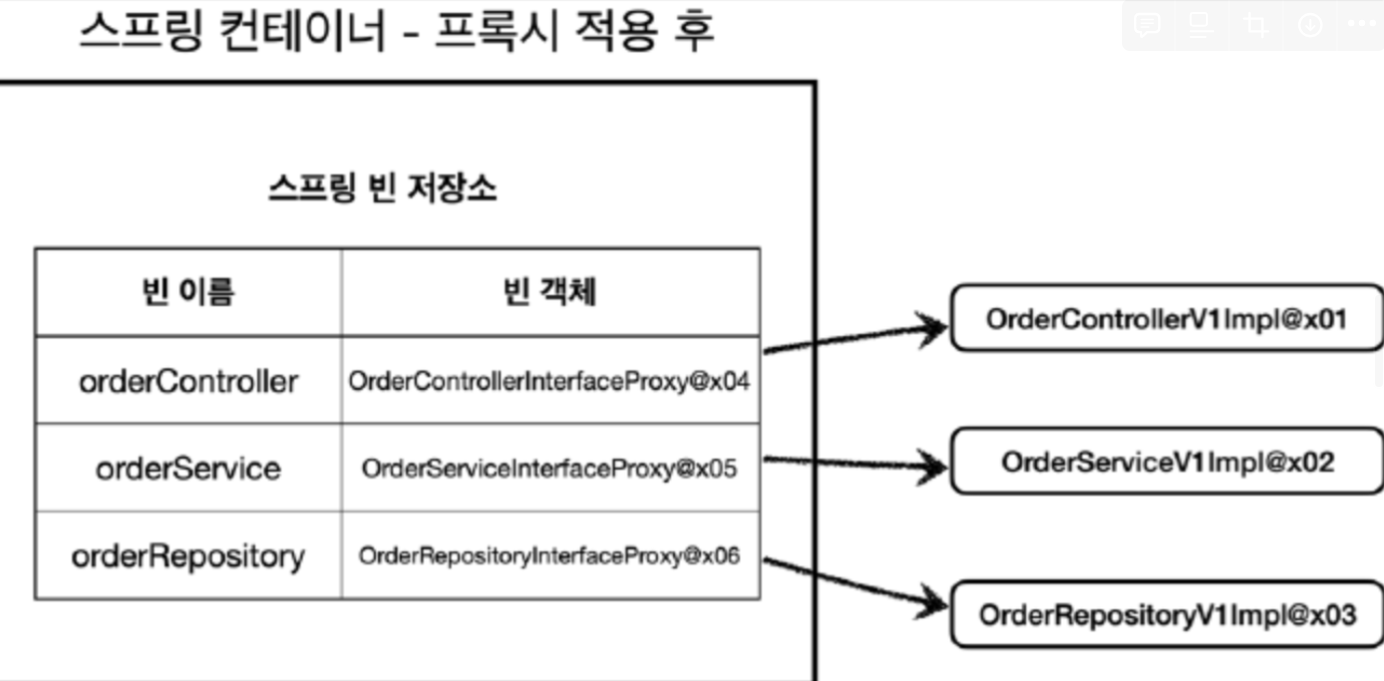 스프링 컨테이너 - 프록시 적용 후
스프링 빈 저장소
빈 이름 빈 객체
orderController OrderControllerInterfaceProxy@x04
orderService OrderServiceInterfaceProxy@x05
orderRepository OrderRepositoryInterfaceProxy@x06
OrderControllerV1Impl@x01
OrderServiceV1Impl@x02
OrderRepositoryV1Impl@x03